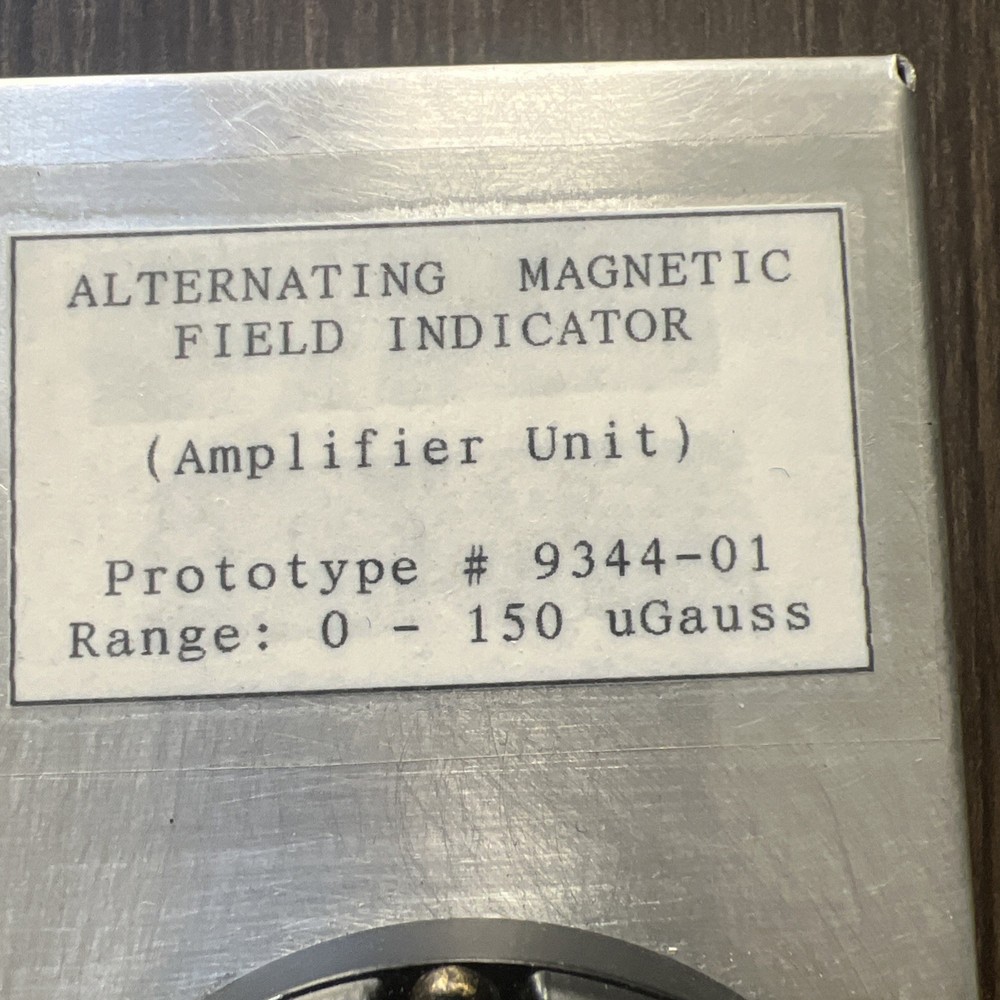 ALTERNATING MAGNETIC
FIELD INDICATOR
(Amplifier Unit)
Prototype # 9344-01
Range: 0 - 150 uGauss